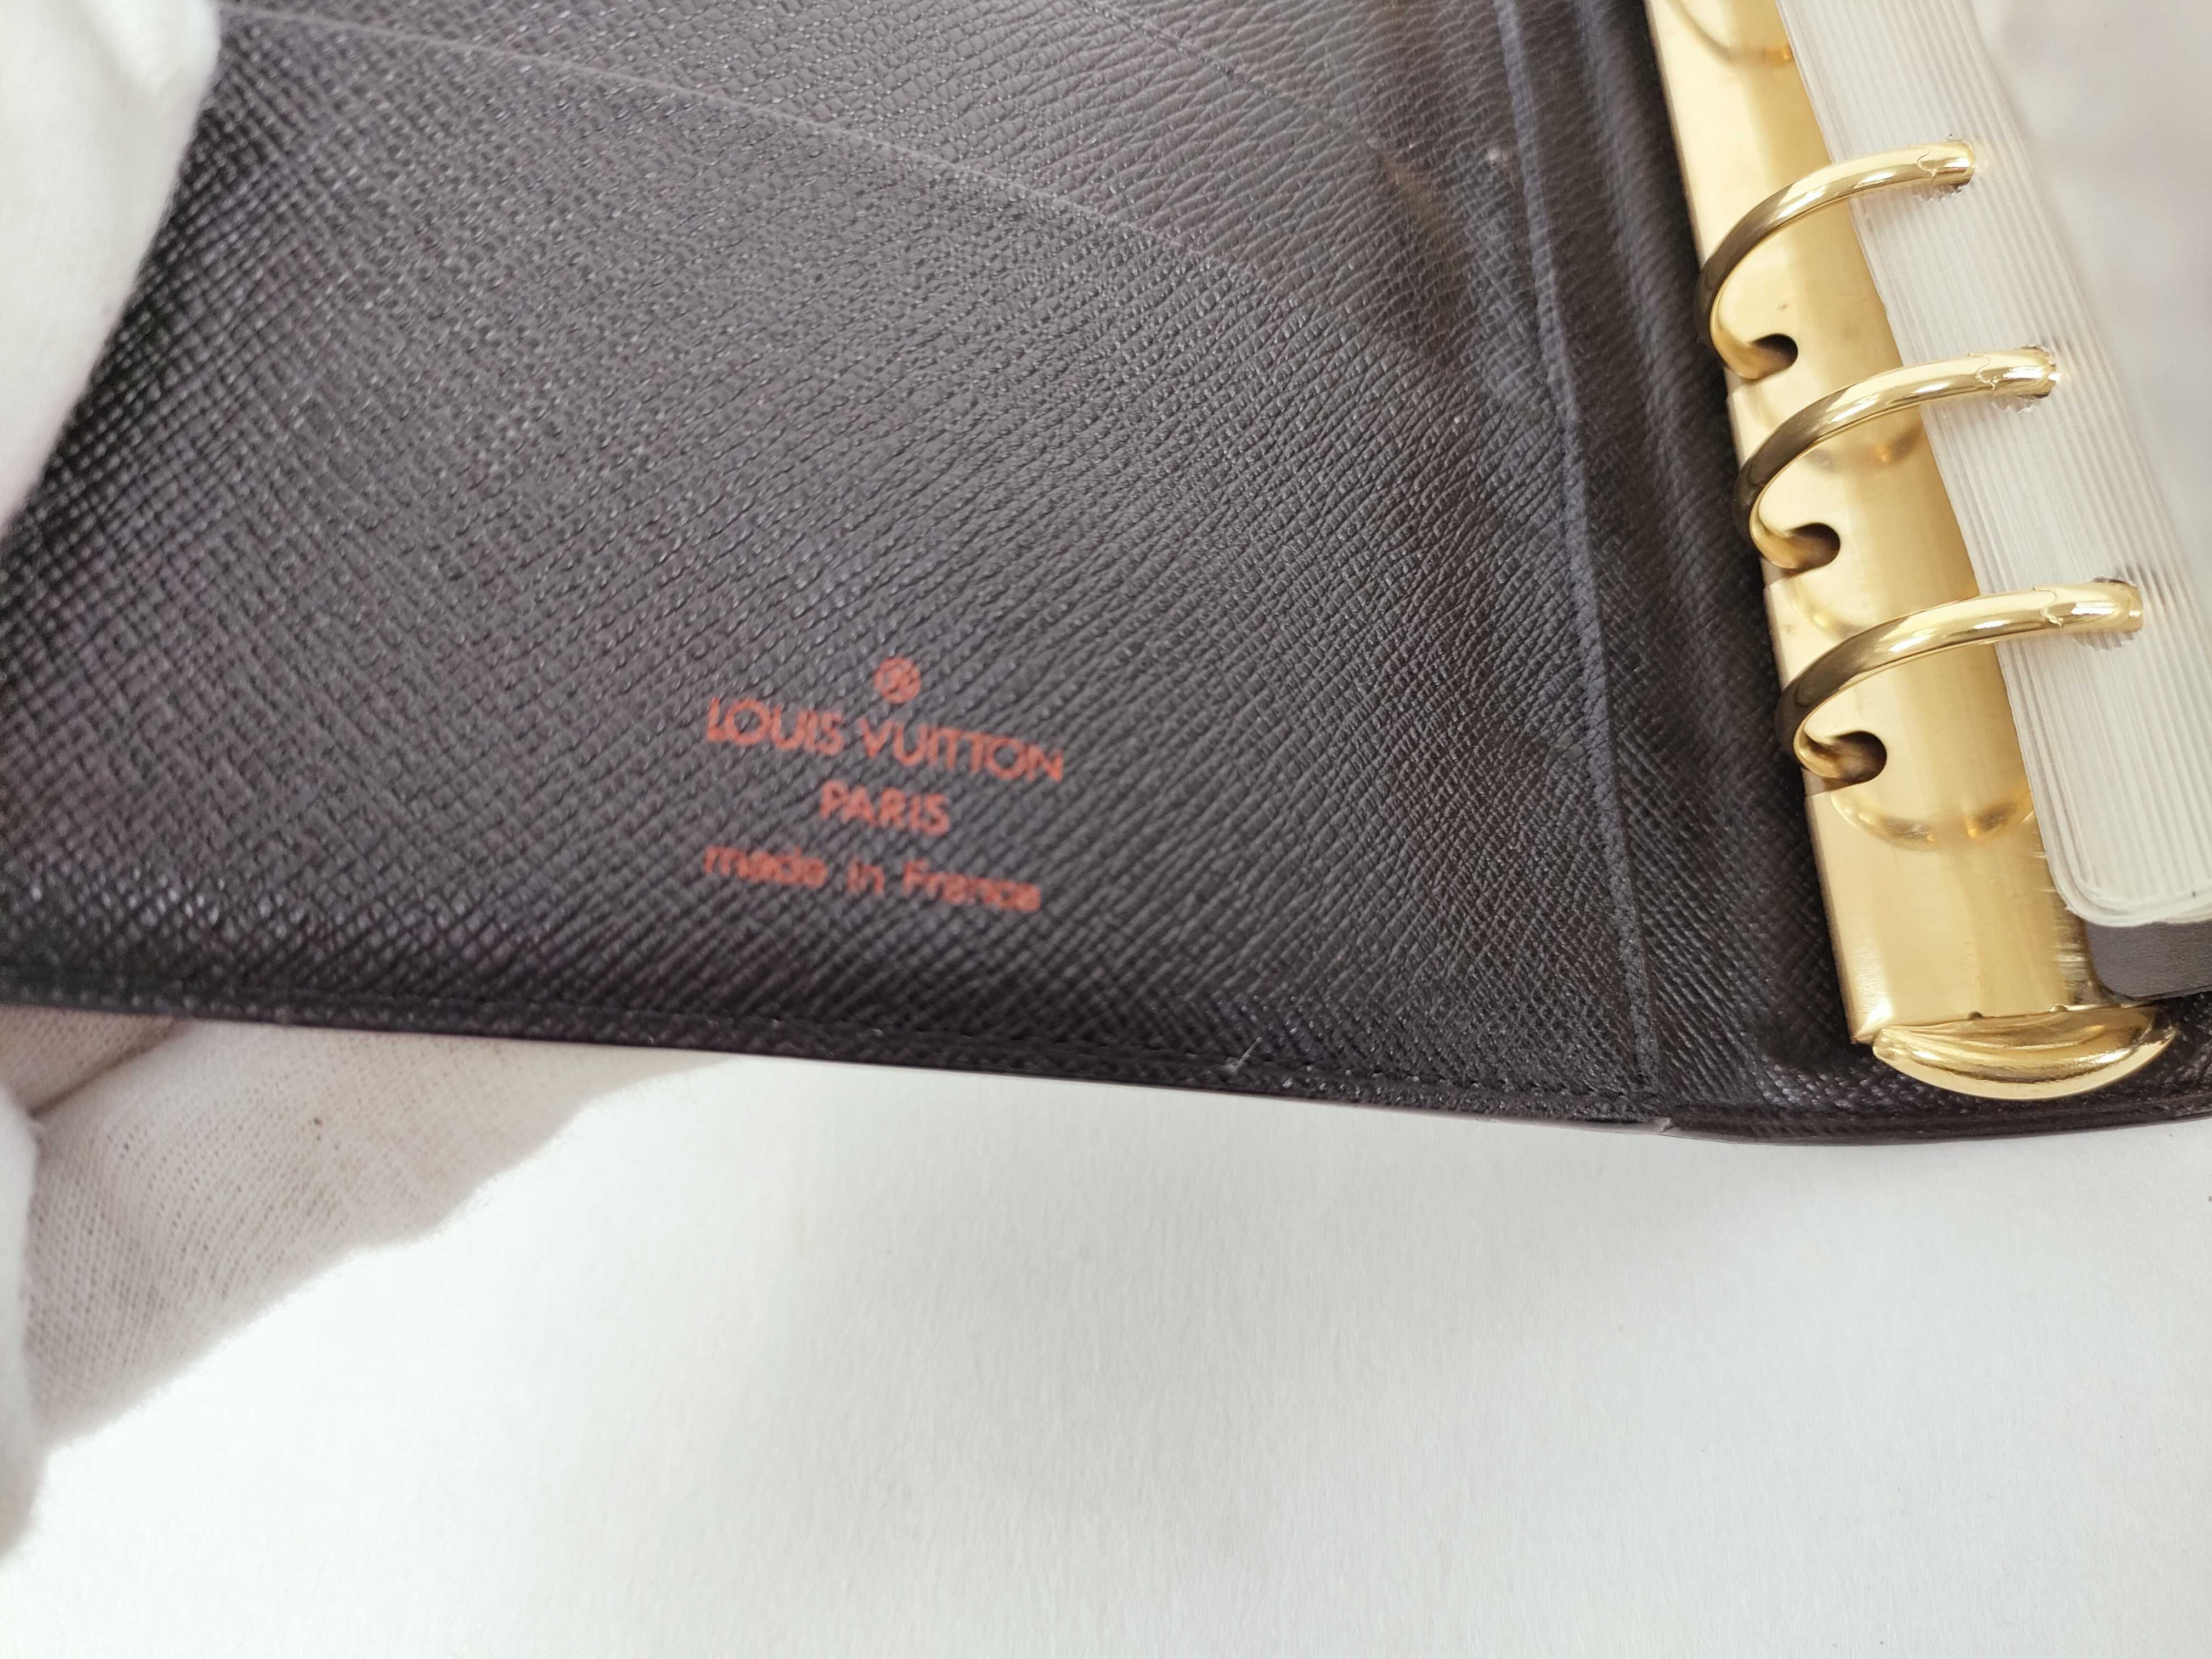 ®
LOUIS VUITTON
PARIS
made in France